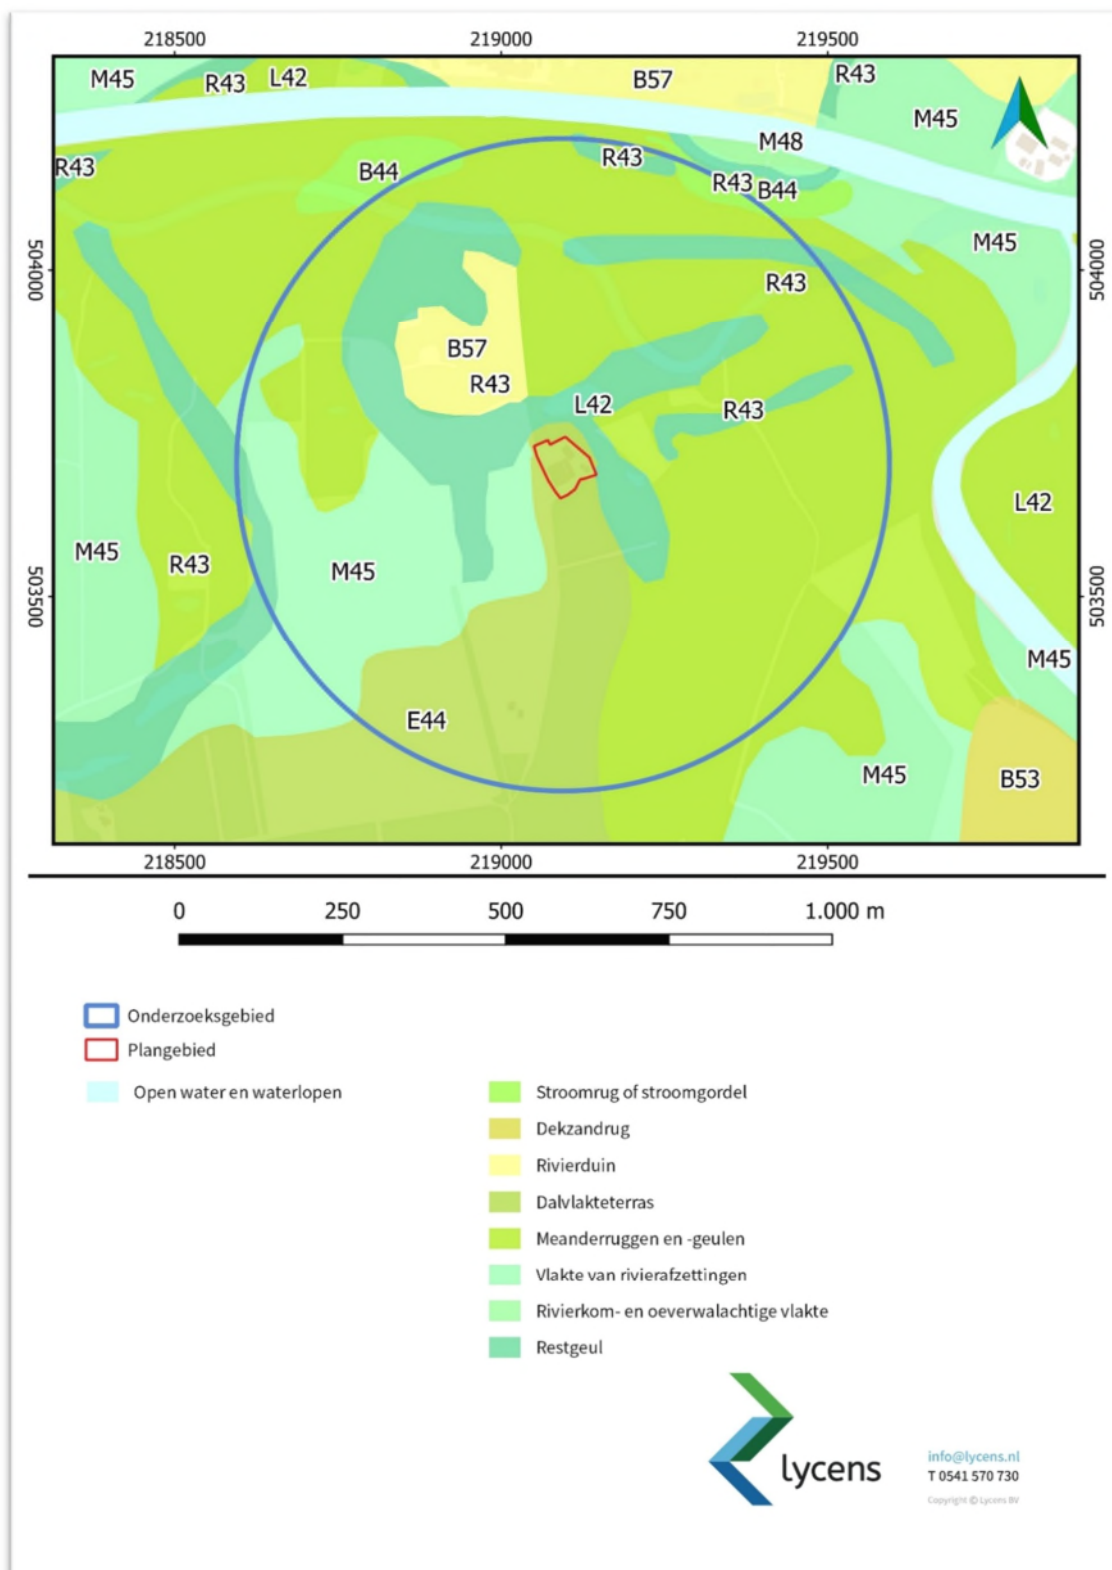 218500 219000 219500
M45 R43 L42 B57 R43
M45
M48
R43 B44 R43 R43 B44
M45
504000 R43 504000
B57
R43
L42 R43
L42
M45 R43 M45
503500 503500
M45
E44
M45 B53
218500 219000 219500
0 250 500 750 1.000 m
Onderzoeksgebied
Plangebied
Open water en waterlopen
Stroomrug of stroomgordel
Dekzandrug
Rivierduin
Dalvlakteterras
Meanderruggen en -geulen
Vlakte van rivierafzettingen
Rivierkom- en oeverwalachtige vlakte
Restgeul
lycens
info@lycens.nl
T 0541 570 730
Copyright © Lycens BV